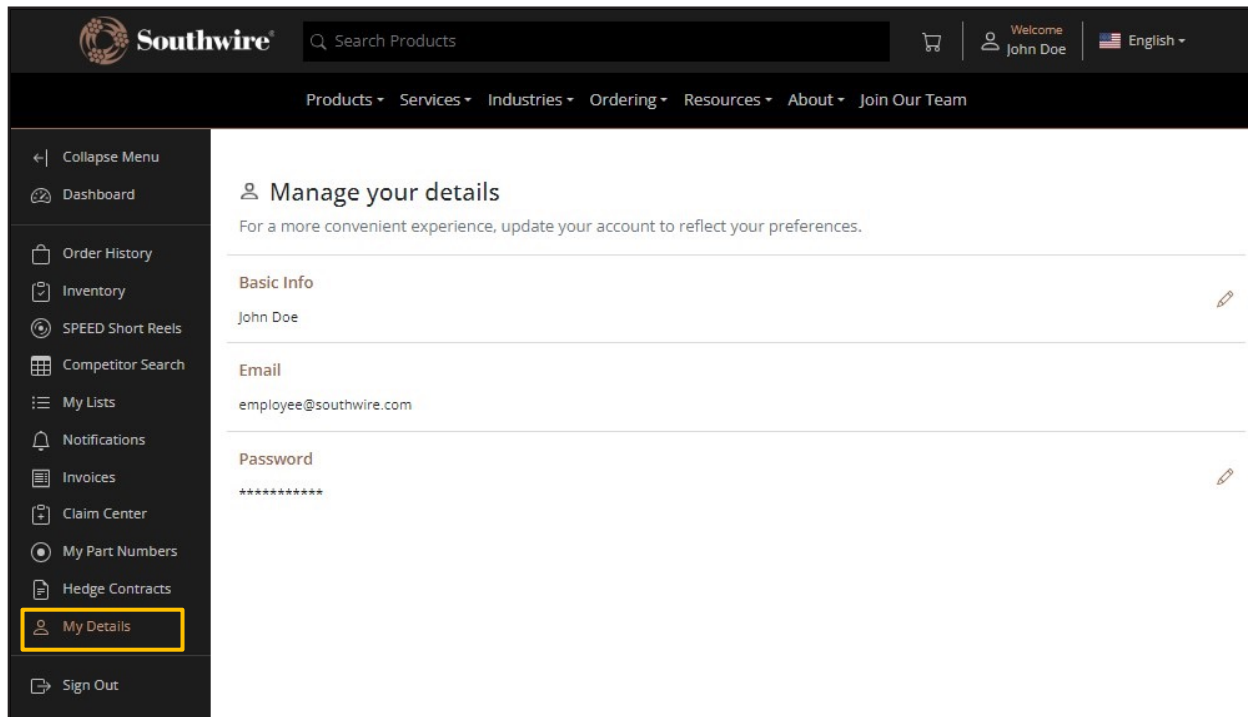 Southwire®
Search Products
Welcome
John Doe
English
Products Services Industries Ordering Resources About Join Our Team
Collapse Menu
Dashboard
Order History
Inventory
SPEED Short Reels
Competitor Search
My Lists
Notifications
Invoices
Claim Center
My Part Numbers
Hedge Contracts
My Details
Sign Out
Manage your details
For a more convenient experience, update your account to reflect your preferences.
Basic Info
John Doe
Email
employee@southwire.com
Password
***********